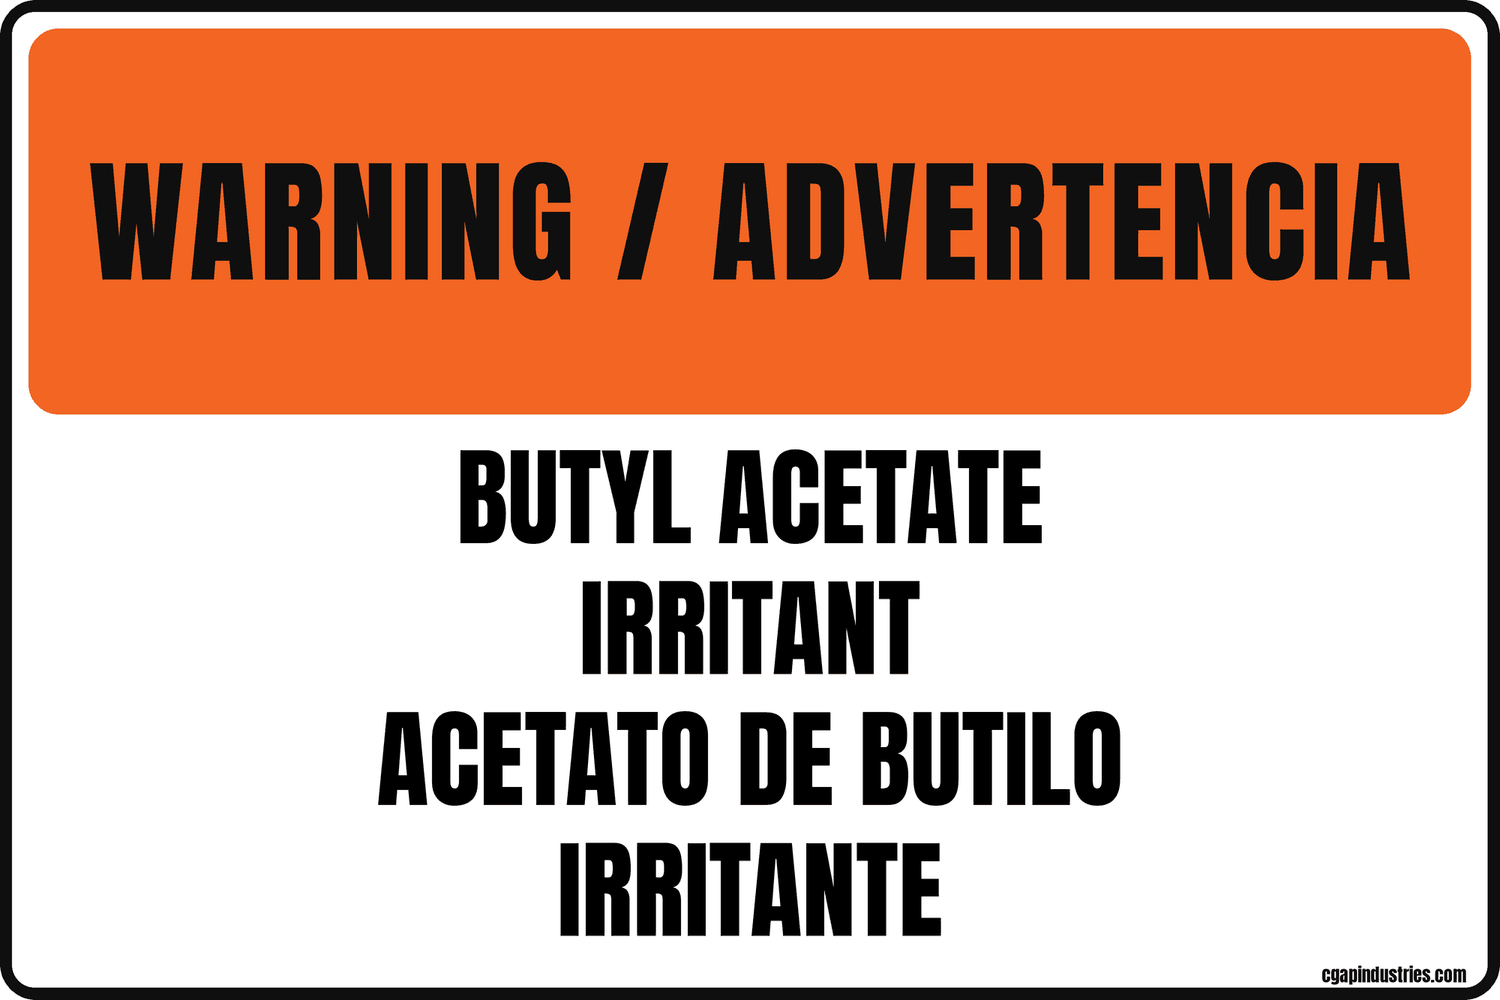 WARNING / ADVERTENCIA
BUTYL ACETATE
IRRITANT
ACETATO DE BUTILO
IRRITANTE
cgapindustries.com